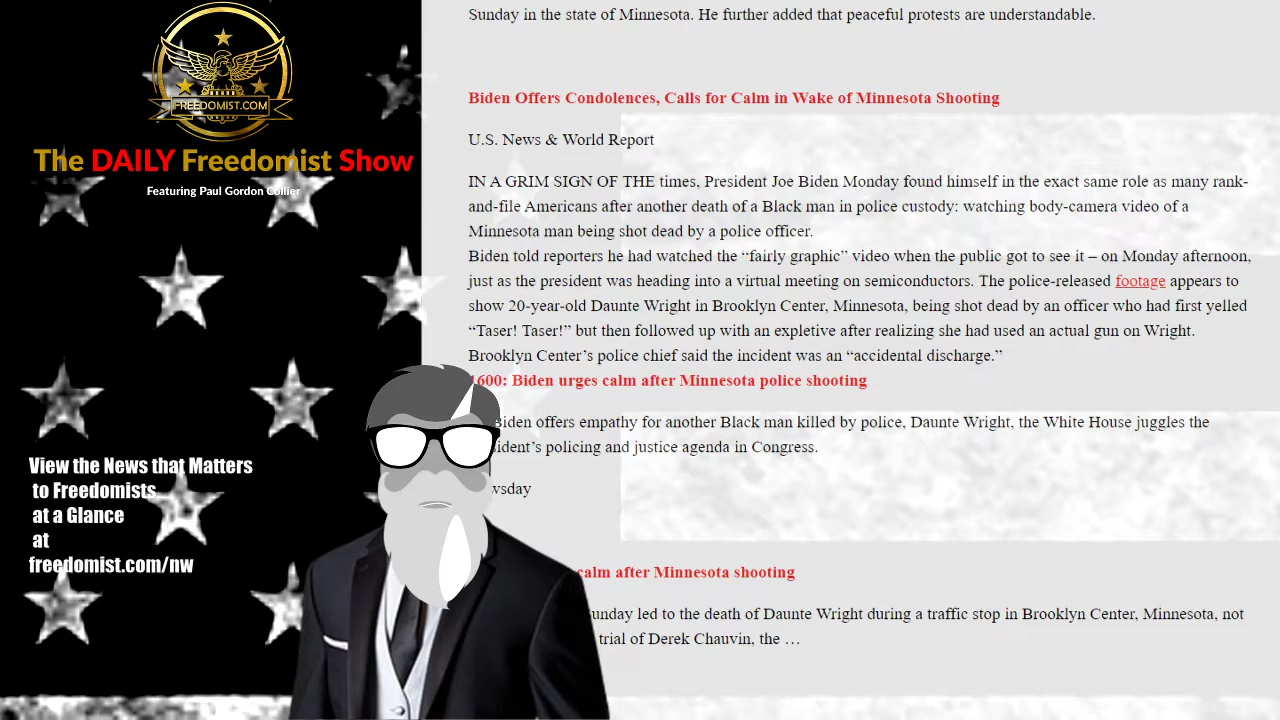 FREEDOMIST.COM
The DAILY Freedomist Show
Featuring Paul Gordon Collier
View the News that Matters
to Freedomists
at a Glance
at
freedomist.com/nw
Sunday in the state of Minnesota. He further added that peaceful protests are understandable.
Biden Offers Condolences, Calls for Calm in Wake of Minnesota Shooting
U.S. News & World Report
IN A GRIM SIGN OF THE times, President Joe Biden Monday found himself in the exact same role as many rank-
and-file Americans after another death of a Black man in police custody: watching body-camera video of a
Minnesota man being shot dead by a police officer.
Biden told reporters he had watched the “fairly graphic” video when the public got to see it – on Monday afternoon,
just as the president was heading into a virtual meeting on semiconductors. The police-released footage appears to
show 20-year-old Daunte Wright in Brooklyn Center, Minnesota, being shot dead by an officer who had first yelled
“Taser! Taser!” but then followed up with an expletive after realizing she had used an actual gun on Wright.
Brooklyn Center’s police chief said the incident was an “accidental discharge.”
1600: Biden urges calm after Minnesota police shooting
Biden offers empathy for another Black man killed by police, Daunte Wright, the White House juggles the
policing and justice agenda in Congress.
calm after Minnesota shooting
led to the death of Daunte Wright during a traffic stop in Brooklyn Center, Minnesota, not
trial of Derek Chauvin, the …